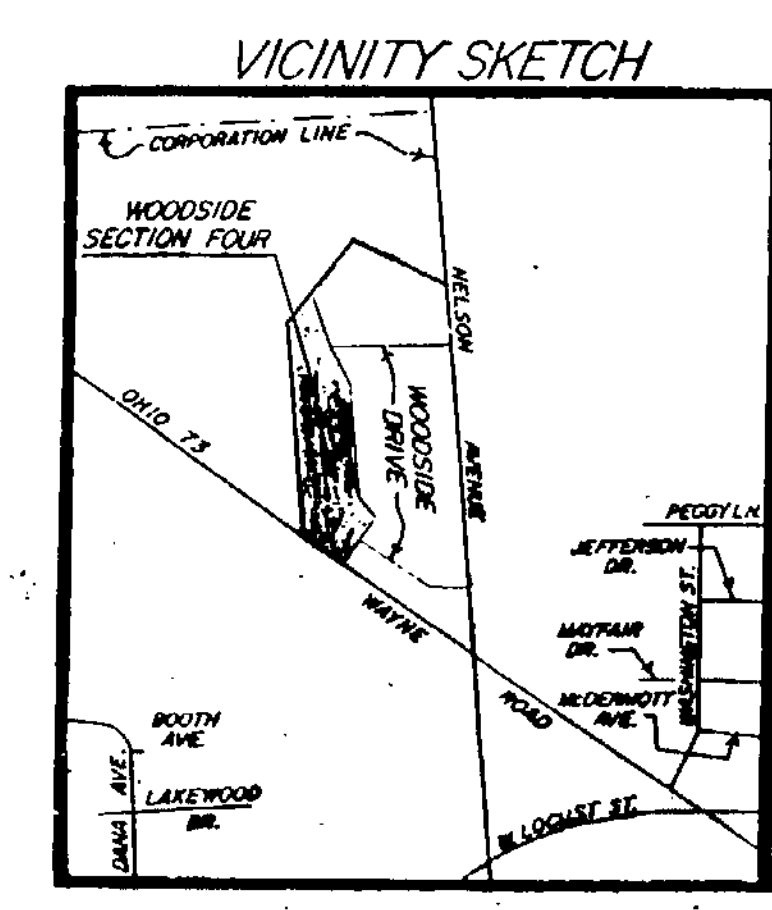 VICINITY SKETCH
CORPORATION LINE
WOODSIDE
SECTION FOUR
NELSON
AVENUE
OHIO 73
WOODSIDE
DRIVE
PEGGY LN.
JEFFERSON
DR.
WASHINGTON ST.
WAYNE
ROAD
MAYFAIR
DR.
McDERMOTT
AVE.
BOOTH
AVE.
DANA AVE.
LAKEWOOD
DR.
W. LOCUST ST.